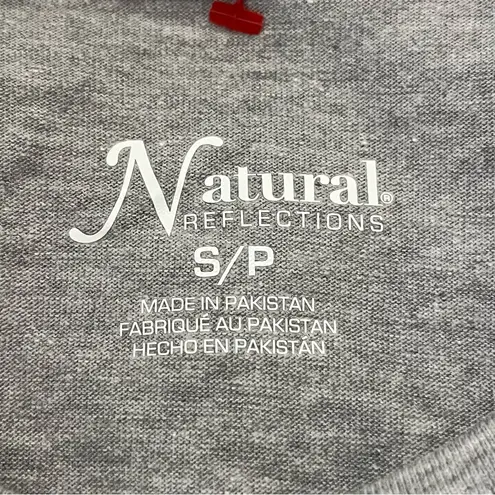 Natural®
REFLECTIONS
S/P
MADE IN PAKISTAN
FABRIQUÉ AU PAKISTAN
HECHO EN PAKISTÁN